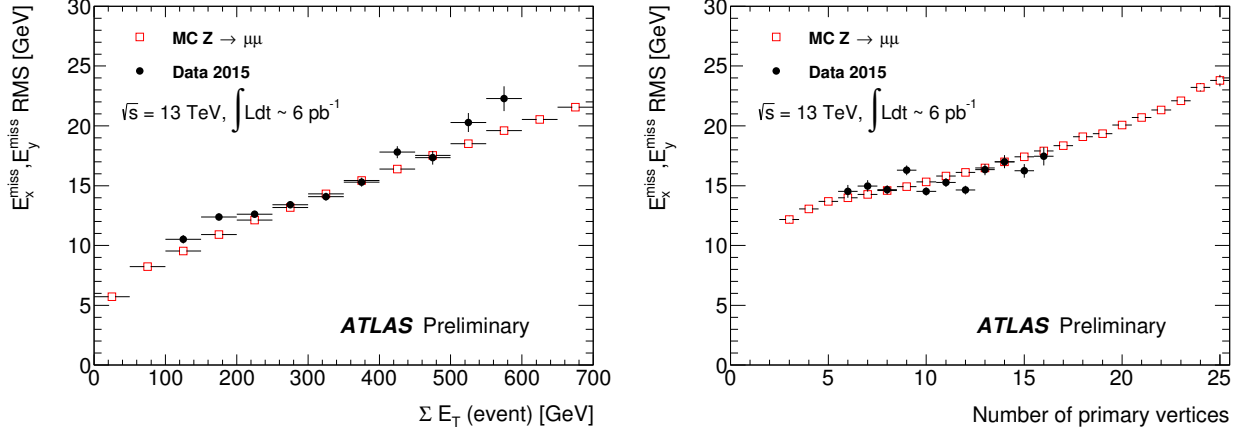 E_x^miss, E_y^miss RMS [GeV]
30
25
20
15
10
5
0
MC Z → μμ
Data 2015
√s = 13 TeV, ∫Ldt ~ 6 pb⁻¹
ATLAS Preliminary
0 100 200 300 400 500 600 700
Σ E_T (event) [GeV]
E_x^miss, E_y^miss RMS [GeV]
30
25
20
15
10
5
0
MC Z → μμ
Data 2015
√s = 13 TeV, ∫Ldt ~ 6 pb⁻¹
ATLAS Preliminary
0 5 10 15 20 25
Number of primary vertices